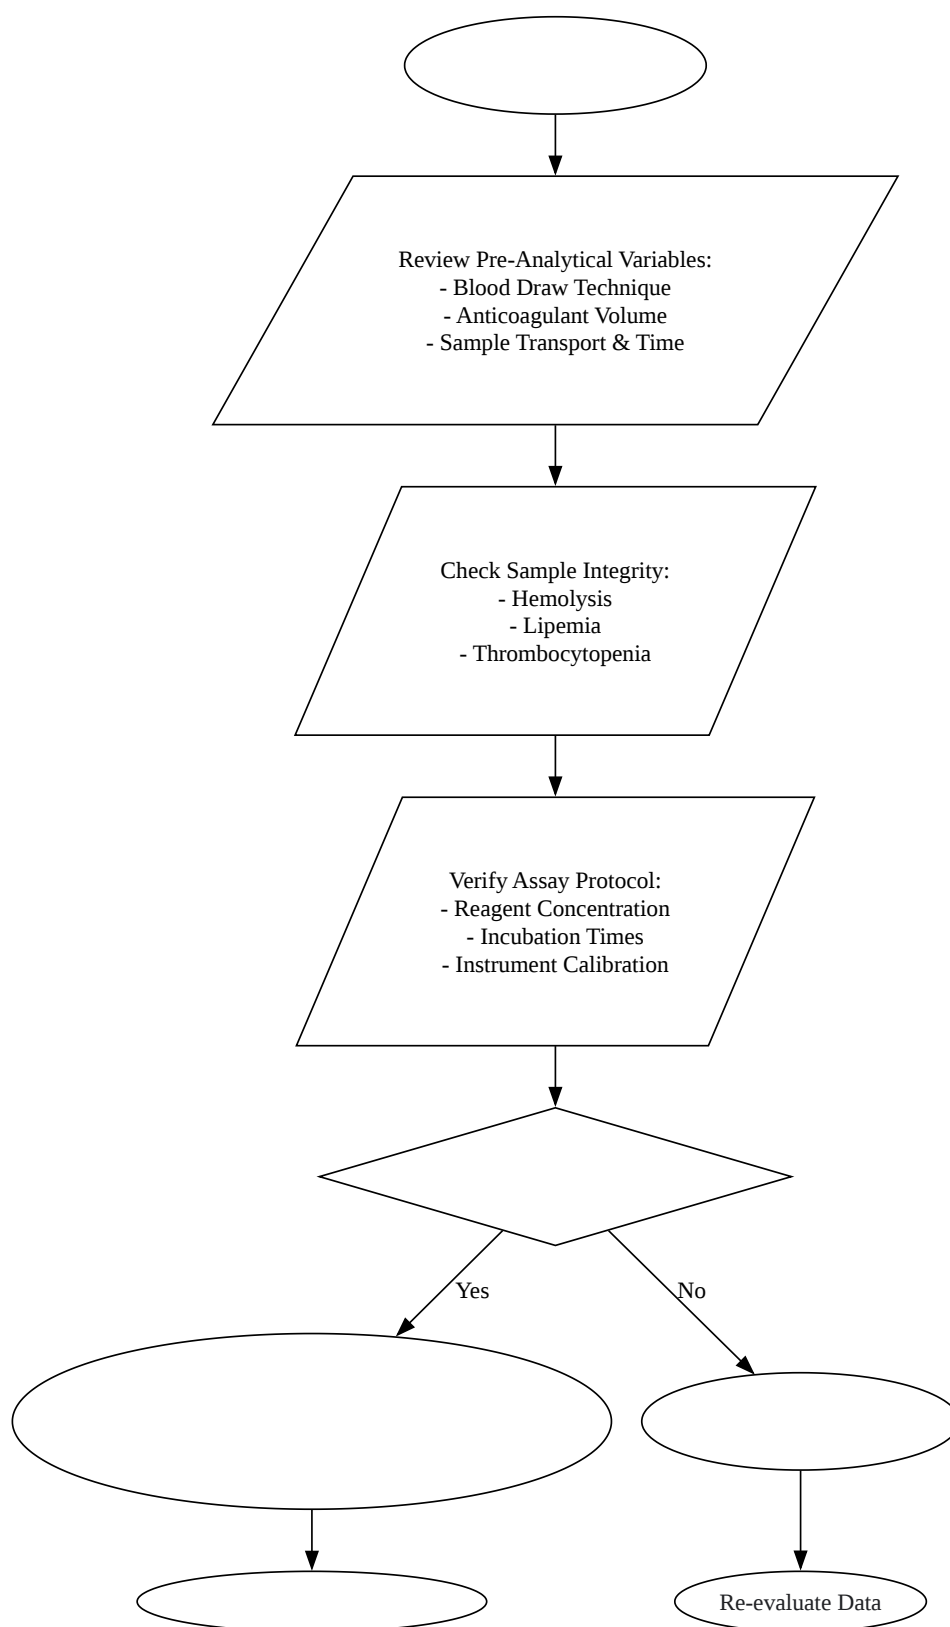 Review Pre-Analytical Variables:
- Blood Draw Technique
- Anticoagulant Volume
- Sample Transport & Time
Check Sample Integrity:
- Hemolysis
- Lipemia
- Thrombocytopenia
Verify Assay Protocol:
- Reagent Concentration
- Incubation Times
- Instrument Calibration
Yes
No
Re-evaluate Data